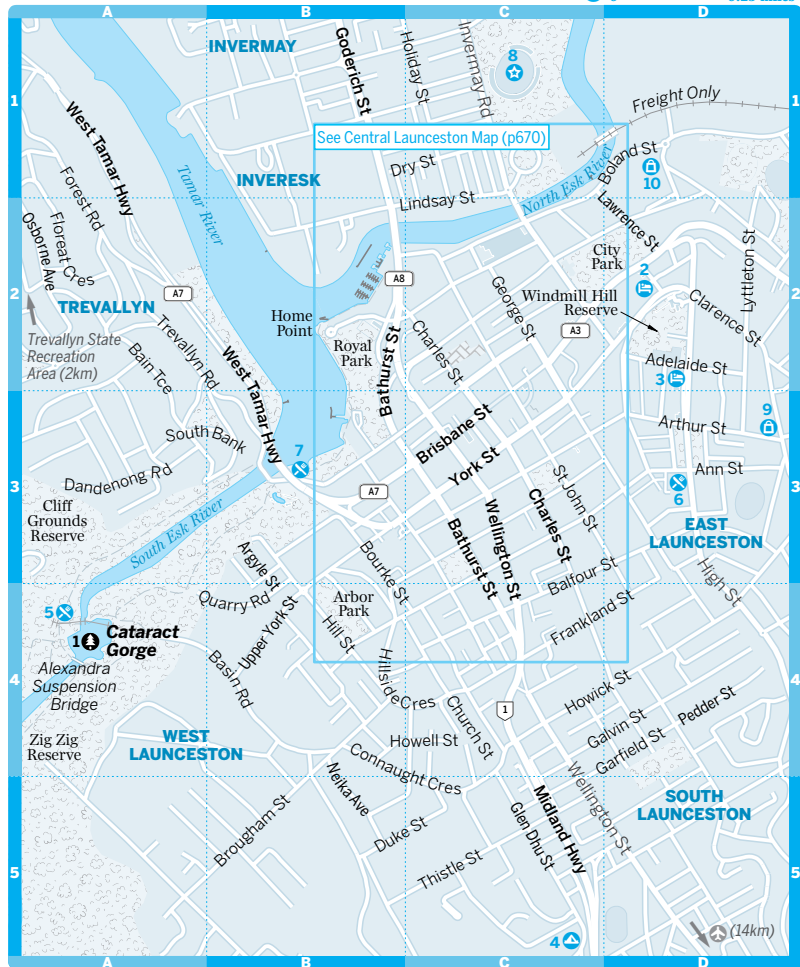 A
B
C
D
INVERMAY
Goderich St
Holiday St
Invermay Rd
8
1
1
Freight Only
West Tamar Hwy
See Central Launceston Map (p670)
Boland St
10
Dry St
INVERESK
Tamar River
Forest Rd
Lindsay St
North Esk River
Lawrence St
Floreat Cres
Osborne Ave
City
Park
Lyttleton St
A7
A8
2
2
2
TREVALLYN
Home
Point
Windmill Hill
Reserve
Clarence St
George St
A3
Trevallyn State
Recreation
Area (2km)
Trevallyn Rd
Royal
Park
Bathurst St
Charles St
Bain Tce
West Tamar Hwy
Adelaide St
3
Brisbane St
9
Arthur St
South Bank
7
York St
Ann St
Dandenong Rd
3
3
A7
St John St
6
Cliff
Grounds
Reserve
Charles St
Wellington St
Bathurst St
EAST
LAUNCESTON
South Esk River
Argyle St
Bourke St
Balfour St
High St
Quarry Rd
Arbor
Park
Frankland St
5
1
Cataract
Gorge
Upper York St
Hill St
Alexandra
Suspension
Bridge
Basin Rd
Hillside Cres
4
4
Howick St
Pedder St
Church St
1
Zig Zig
Reserve
WEST
LAUNCESTON
Howell St
Galvin St
Garfield St
Connaught Cres
Neika Ave
Wellington St
Midland Hwy
SOUTH
LAUNCESTON
Brougham St
Duke St
Glen Dhu St
Thistle St
5
5
4
(14km)
A
B
C
D